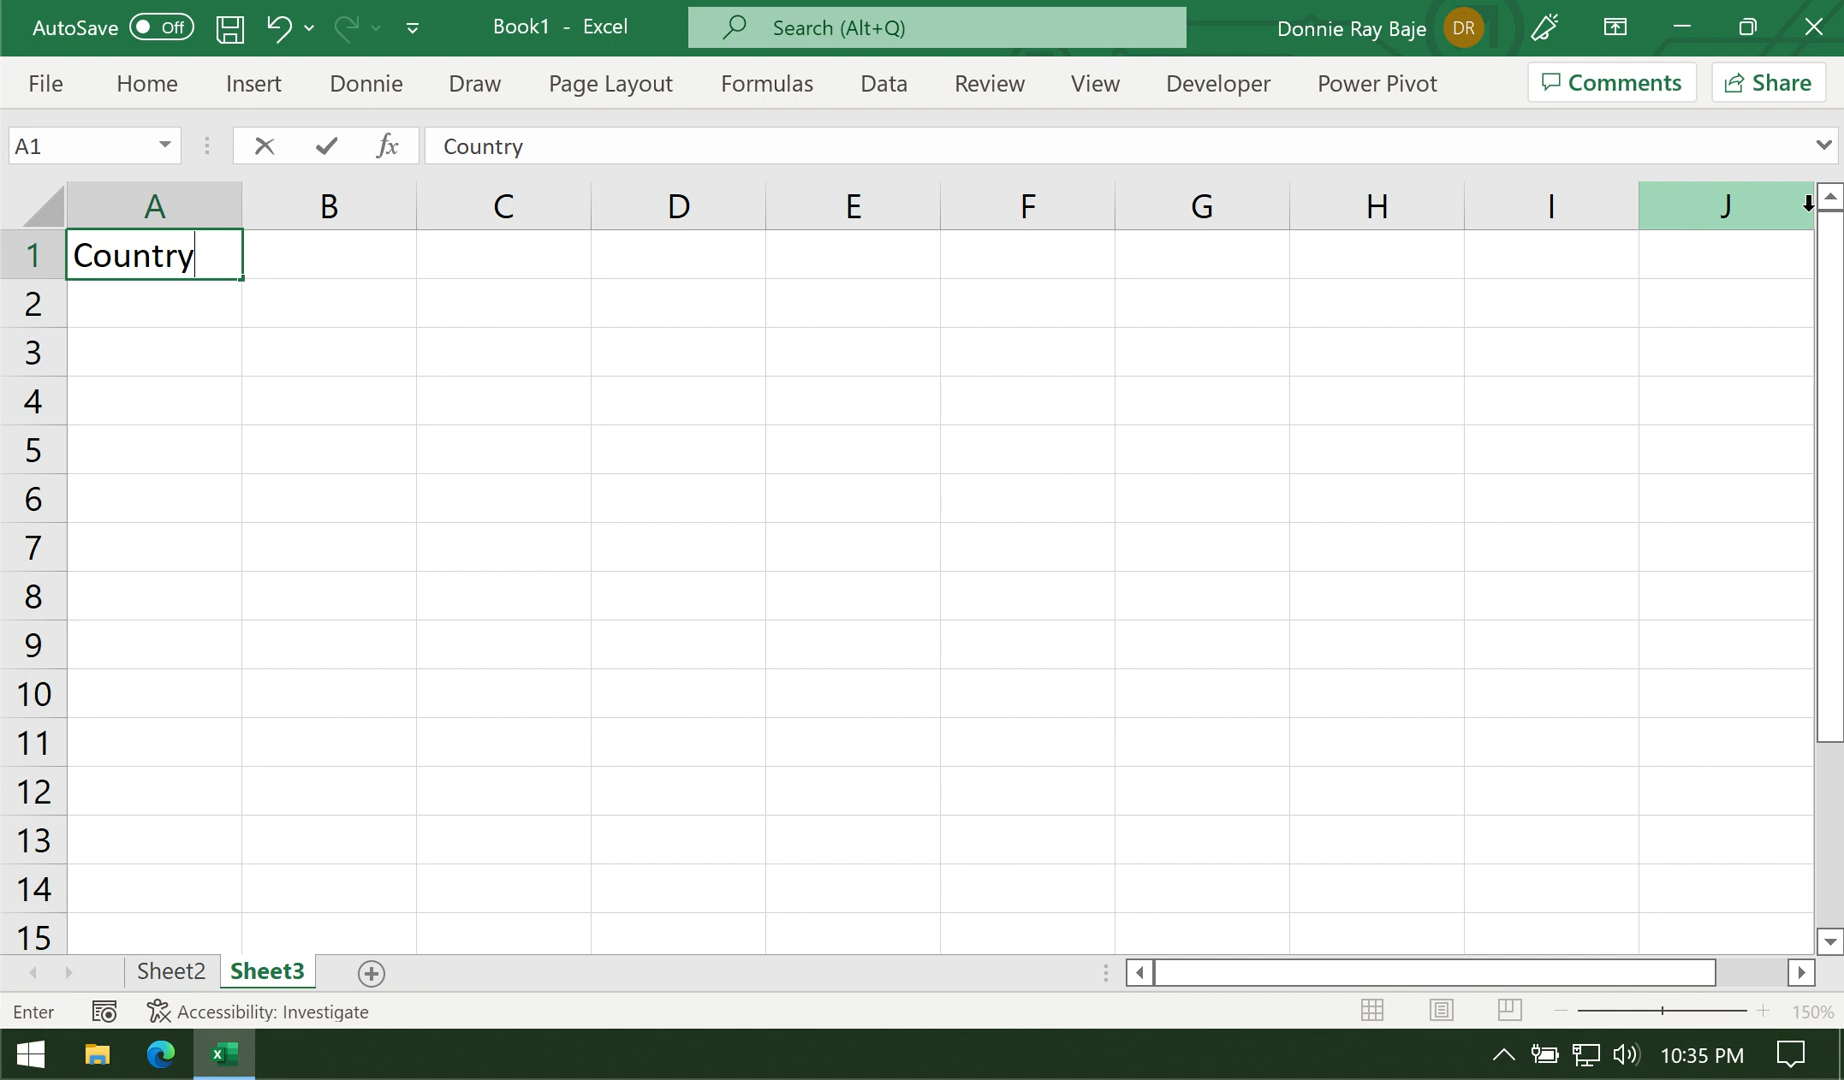 AutoSave Off Book1 - Excel Search (Alt+Q) Donnie Ray Baje DR
File Home Insert Donnie Draw Page Layout Formulas Data Review View Developer Power Pivot Comments Share
A1 fx Country
A B C D E F G H I J
1 Country
2
3
4
5
6
7
8
9
10
11
12
13
14
15
Sheet2 Sheet3
Enter Accessibility: Investigate 150%
10:35 PM